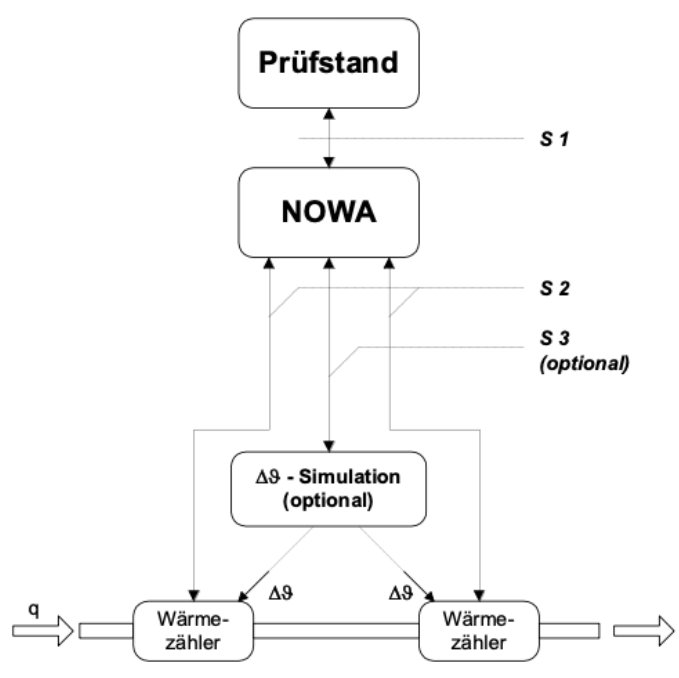 Prüfstand
S 1
NOWA
S 2
S 3
(optional)
Δϑ - Simulation
(optional)
Δϑ
Δϑ
q
Wärme-
zähler
Wärme-
zähler